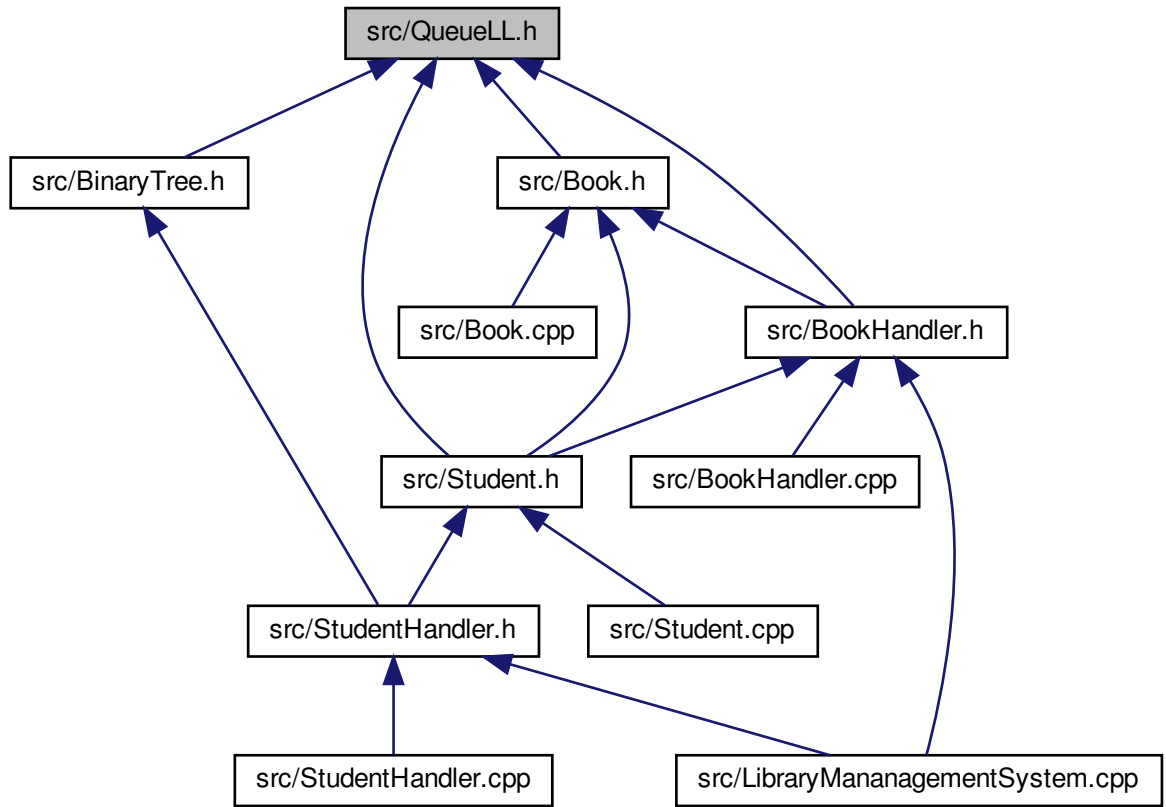 src/QueueLL.h
src/BinaryTree.h
src/Book.h
src/Book.cpp
src/BookHandler.h
src/Student.h
src/BookHandler.cpp
src/StudentHandler.h
src/Student.cpp
src/StudentHandler.cpp
src/LibraryMananagementSystem.cpp